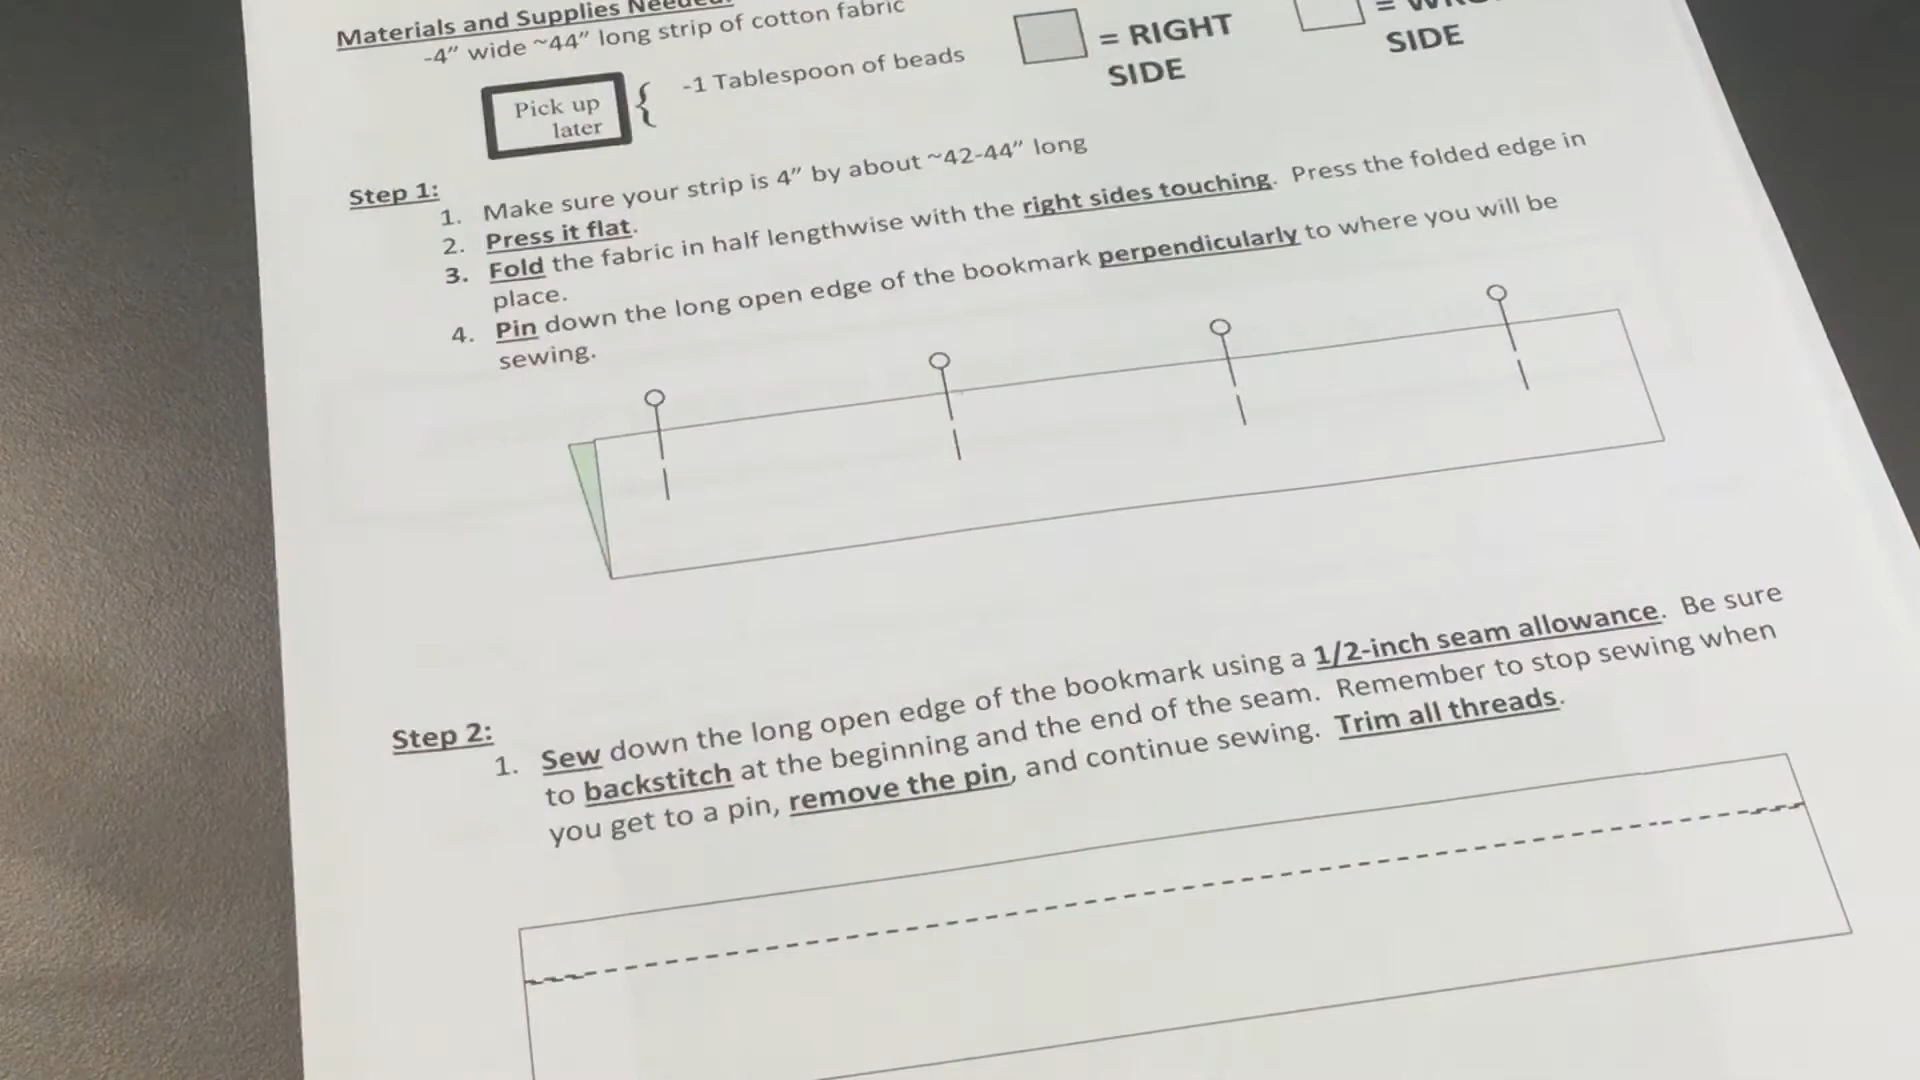 Materials and Supplies Needed:
-4” wide ~44” long strip of cotton fabric
Pick up
later
{ -1 Tablespoon of beads
= RIGHT
SIDE
=
SIDE
Step 1:
1. Make sure your strip is 4” by about ~42-44” long
2. Press it flat.
3. Fold the fabric in half lengthwise with the right sides touching. Press the folded edge in
place.
4. Pin down the long open edge of the bookmark perpendicularly to where you will be
sewing.
Step 2:
1. Sew down the long open edge of the bookmark using a 1/2-inch seam allowance. Be sure
to backstitch at the beginning and the end of the seam. Remember to stop sewing when
you get to a pin, remove the pin, and continue sewing. Trim all threads.